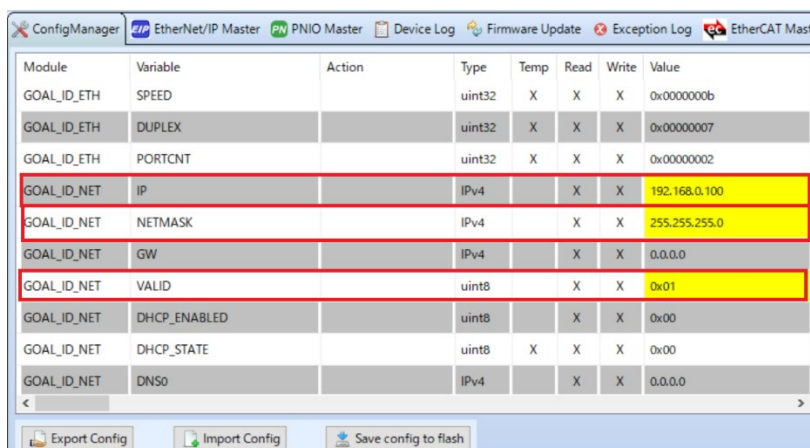 ConfigManager EIP EtherNet/IP Master PN PNIO Master Device Log Firmware Update Exception Log EC EtherCAT Mast
Module Variable Action Type Temp Read Write Value
GOAL_ID_ETH SPEED uint32 X X X 0x0000000b
GOAL_ID_ETH DUPLEX uint32 X X X 0x00000007
GOAL_ID_ETH PORTCNT uint32 X X X 0x00000002
GOAL_ID_NET IP IPv4 X X 192.168.0.100
GOAL_ID_NET NETMASK IPv4 X X 255.255.255.0
GOAL_ID_NET GW IPv4 X X 0.0.0.0
GOAL_ID_NET VALID uint8 X X 0x01
GOAL_ID_NET DHCP_ENABLED uint8 X X 0x00
GOAL_ID_NET DHCP_STATE uint8 X X X 0x00
GOAL_ID_NET DNS0 IPv4 X X 0.0.0.0
Export Config Import Config Save config to flash